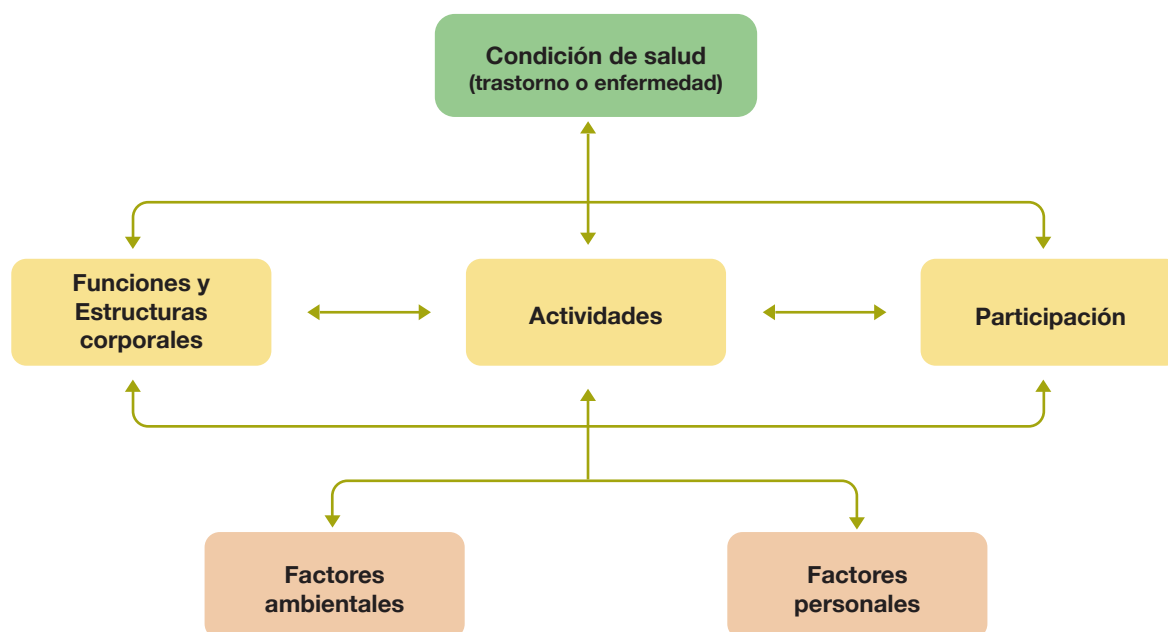 Condición de salud
(trastorno o enfermedad)
Funciones y
Estructuras
corporales
Actividades
Participación
Factores
ambientales
Factores
personales